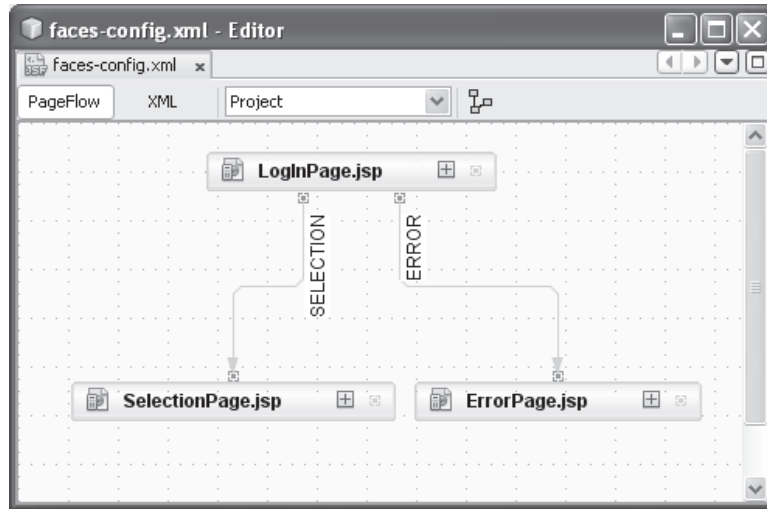 faces-config.xml - Editor
faces-config.xml x
PageFlow XML Project
LogInPage.jsp
SELECTION
ERROR
SelectionPage.jsp
ErrorPage.jsp